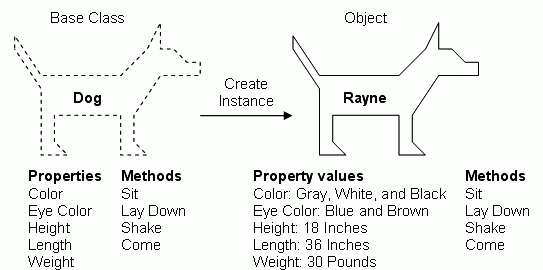 Base Class
Object
Dog
Create
Instance
Rayne
Properties
Color
Eye Color
Height
Length
Weight
Methods
Sit
Lay Down
Shake
Come
Property values
Color: Gray, White, and Black
Eye Color: Blue and Brown
Height: 18 Inches
Length: 36 Inches
Weight: 30 Pounds
Methods
Sit
Lay Down
Shake
Come